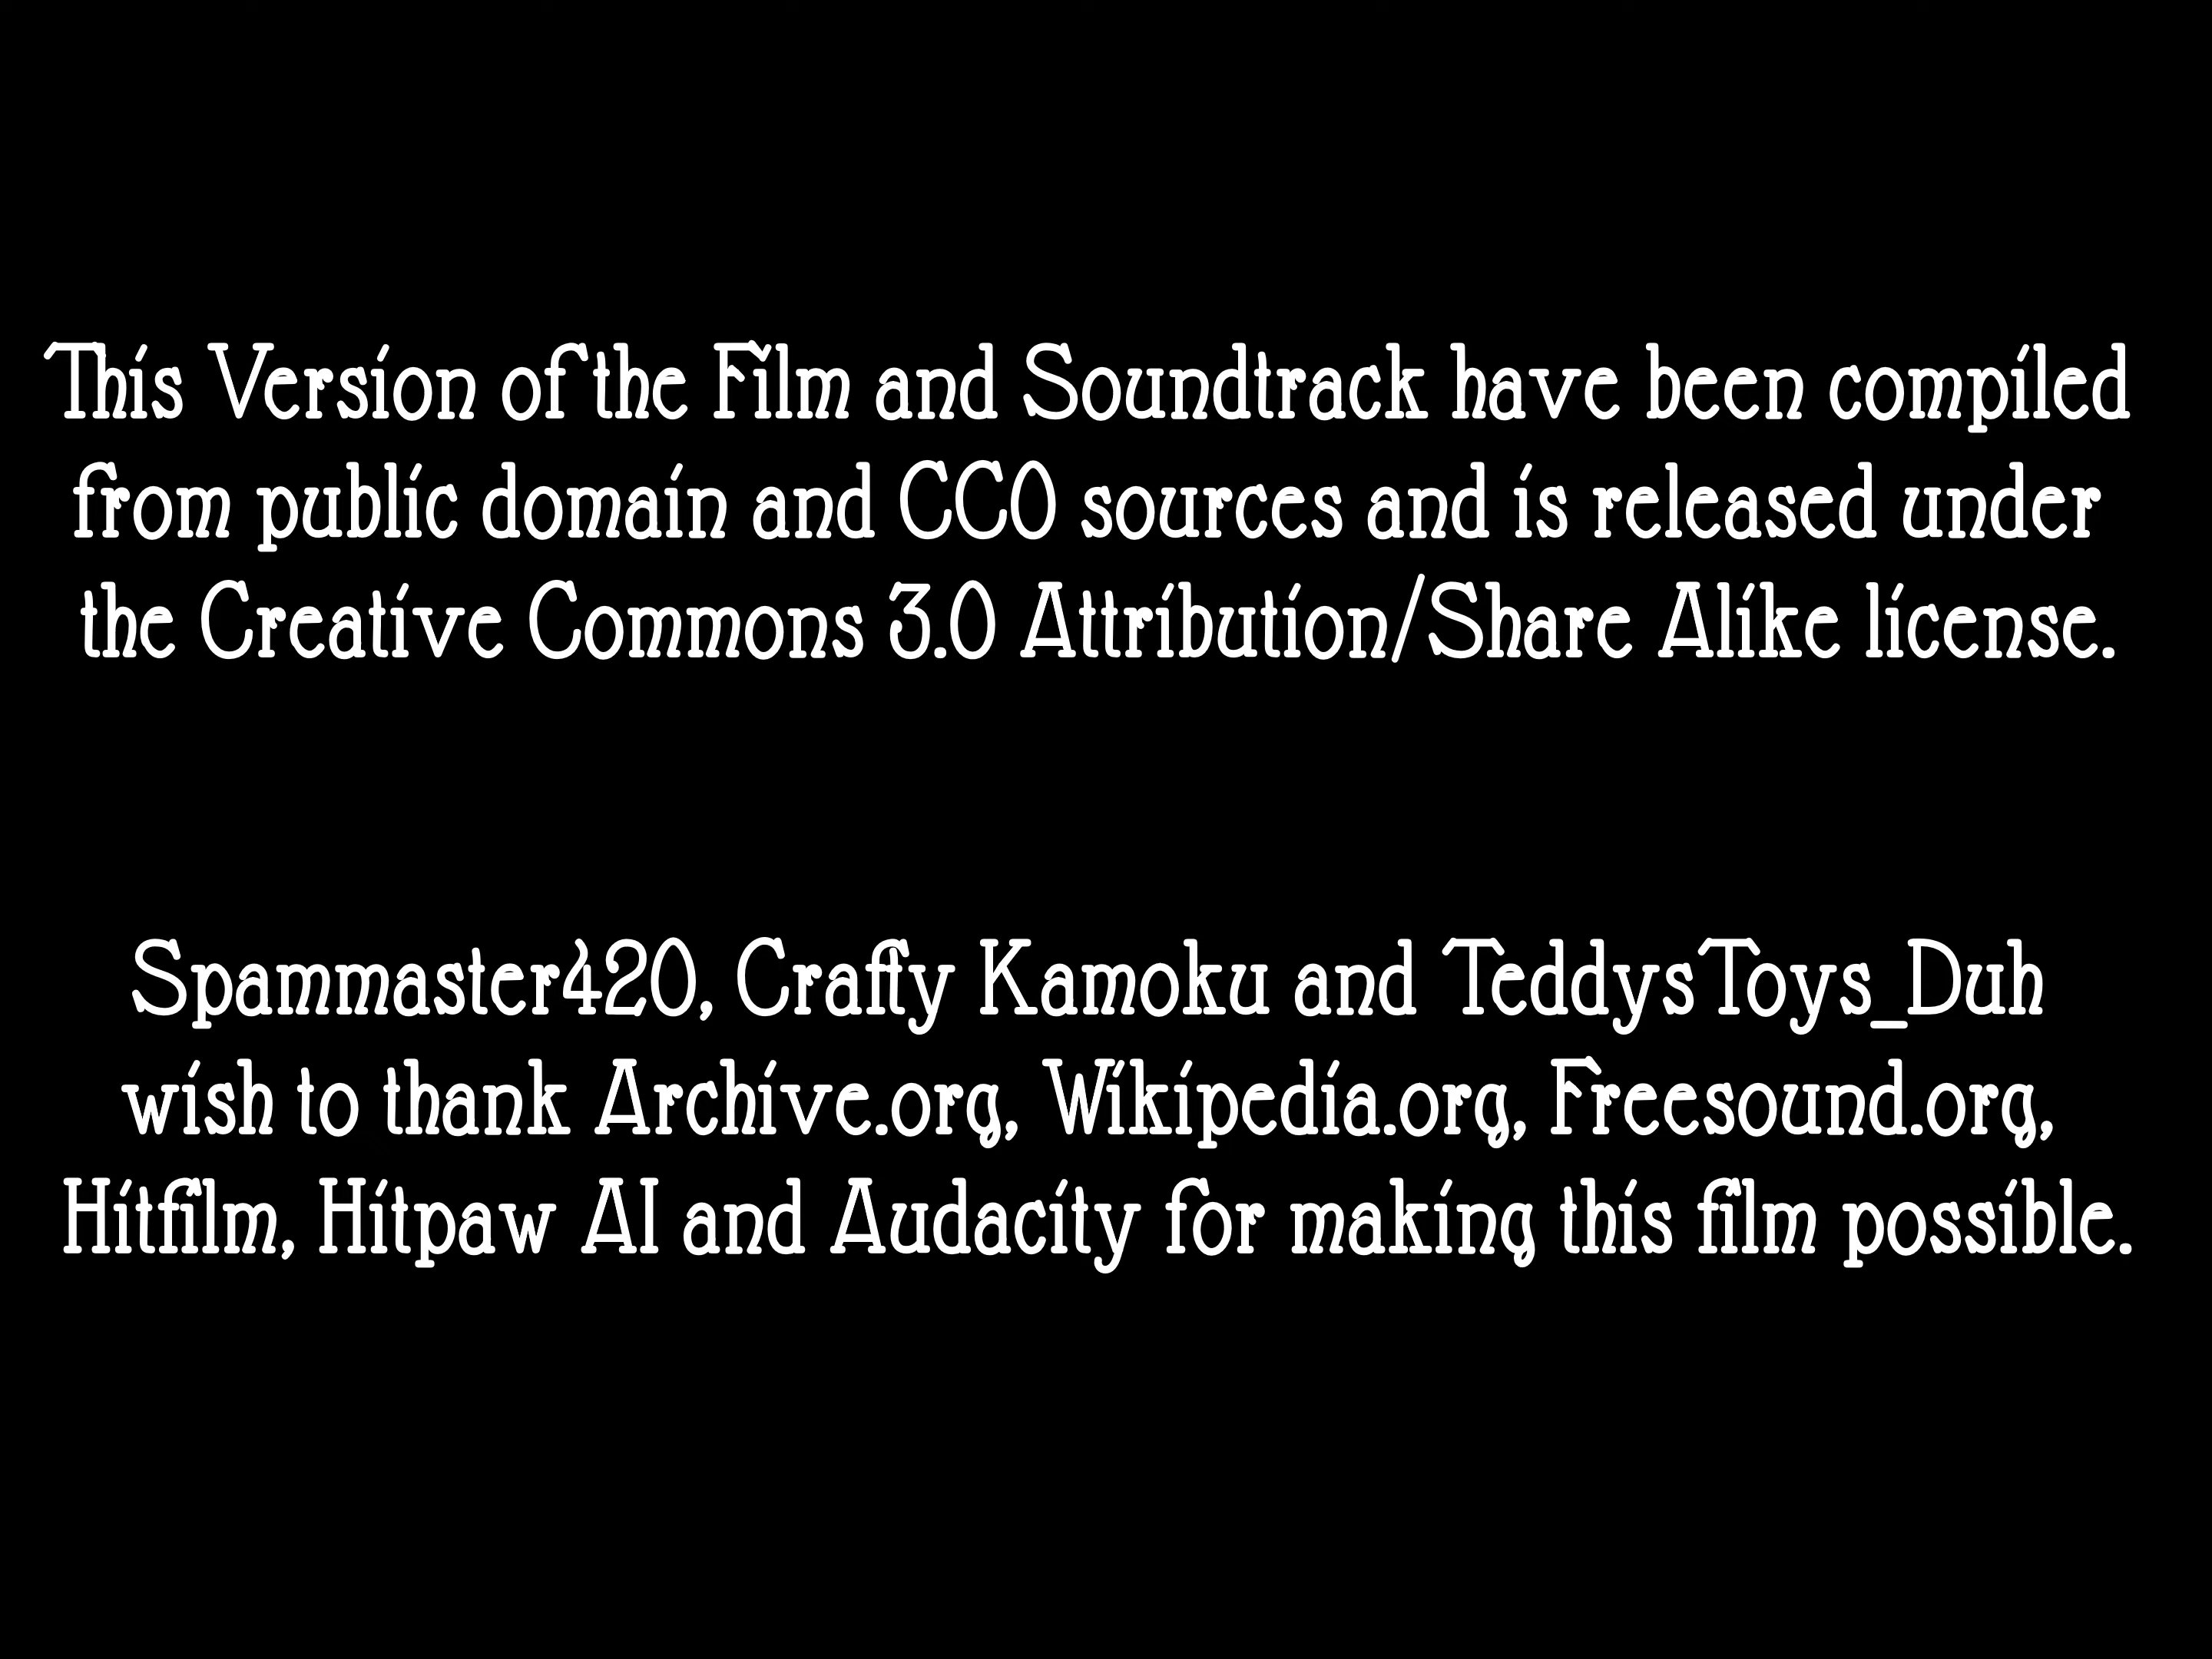 This Version of the Film and Soundtrack have been compiled
from public domain and CC0 sources and is released under
the Creative Commons 3.0 Attribution/Share Alike license.
Spammaster420, Crafty Kamoku and TeddysToys_Duh
wish to thank Archive.org, Wikipedia.org, Freesound.org,
Hitfilm, Hitpaw AI and Audacity for making this film possible.